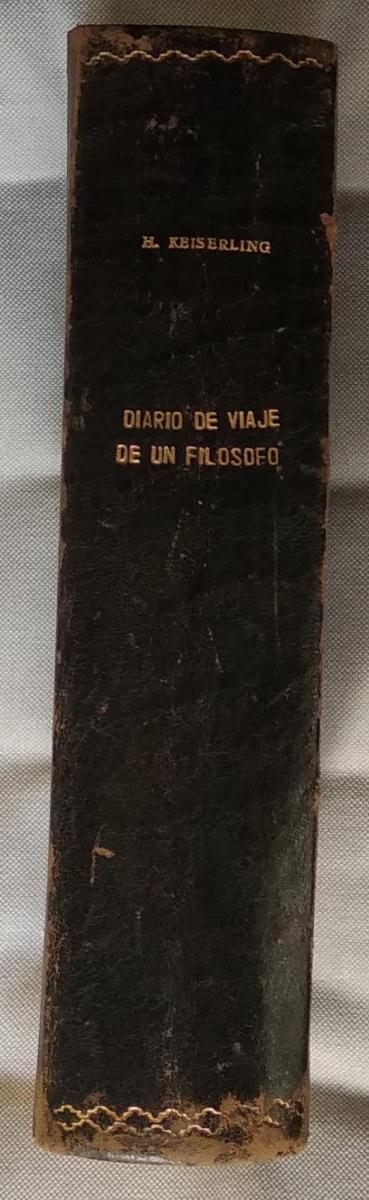 H. KEISERLING
DIARIO DE VIAJE
DE UN FILOSOFO